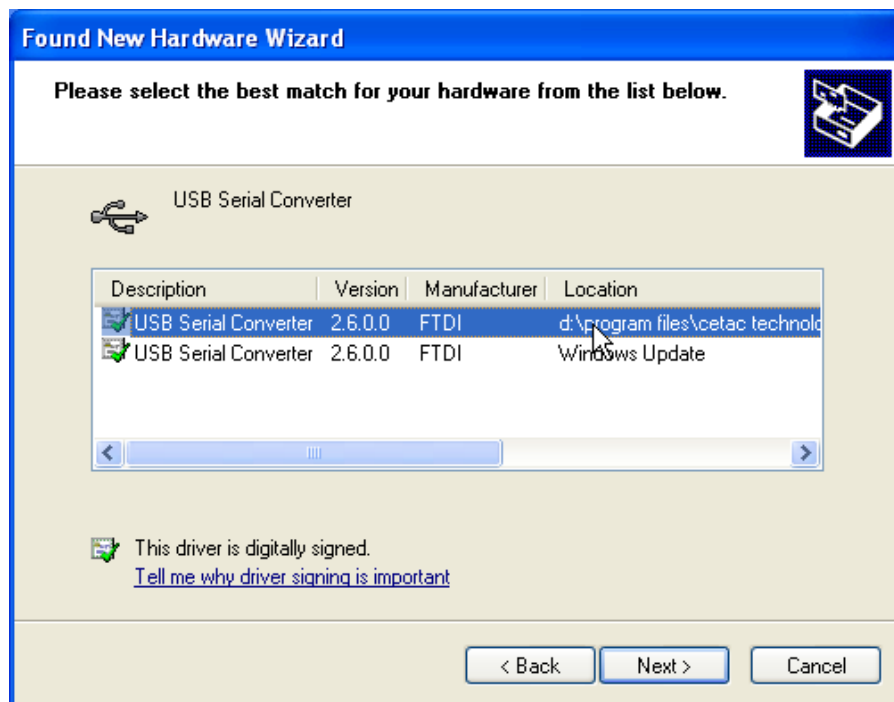 Found New Hardware Wizard
Please select the best match for your hardware from the list below.
USB Serial Converter
Description Version Manufacturer Location
USB Serial Converter 2.6.0.0 FTDI d:\program files\cetac technolo
USB Serial Converter 2.6.0.0 FTDI Windows Update
This driver is digitally signed.
Tell me why driver signing is important
< Back Next > Cancel